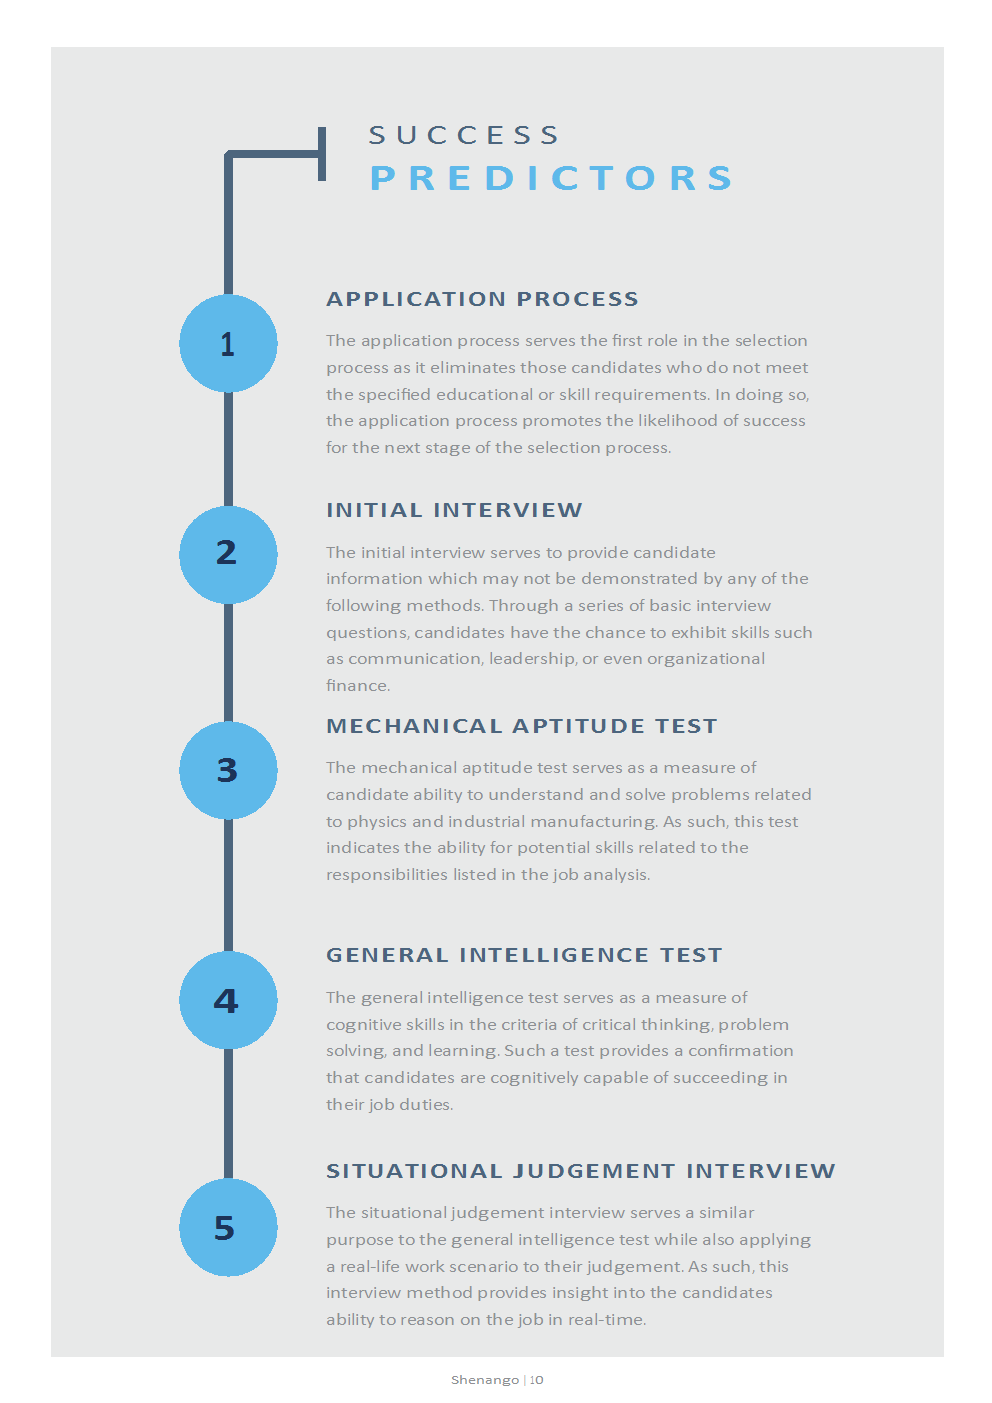 SUCCESS
PREDICTORS
1
APPLICATION PROCESS
The application process serves the first role in the selection
process as it eliminates those candidates who do not meet
the specified educational or skill requirements. In doing so,
the application process promotes the likelihood of success
for the next stage of the selection process.
2
INITIAL INTERVIEW
The initial interview serves to provide candidate
information which may not be demonstrated by any of the
following methods. Through a series of basic interview
questions, candidates have the chance to exhibit skills such
as communication, leadership, or even organizational
finance.
3
MECHANICAL APTITUDE TEST
The mechanical aptitude test serves as a measure of
candidate ability to understand and solve problems related
to physics and industrial manufacturing. As such, this test
indicates the ability for potential skills related to the
responsibilities listed in the job analysis.
4
GENERAL INTELLIGENCE TEST
The general intelligence test serves as a measure of
cognitive skills in the criteria of critical thinking, problem
solving, and learning. Such a test provides a confirmation
that candidates are cognitively capable of succeeding in
their job duties.
5
SITUATIONAL JUDGEMENT INTERVIEW
The situational judgement interview serves a similar
purpose to the general intelligence test while also applying
a real-life work scenario to their judgement. As such, this
interview method provides insight into the candidates
ability to reason on the job in real-time.
Shenango | 10